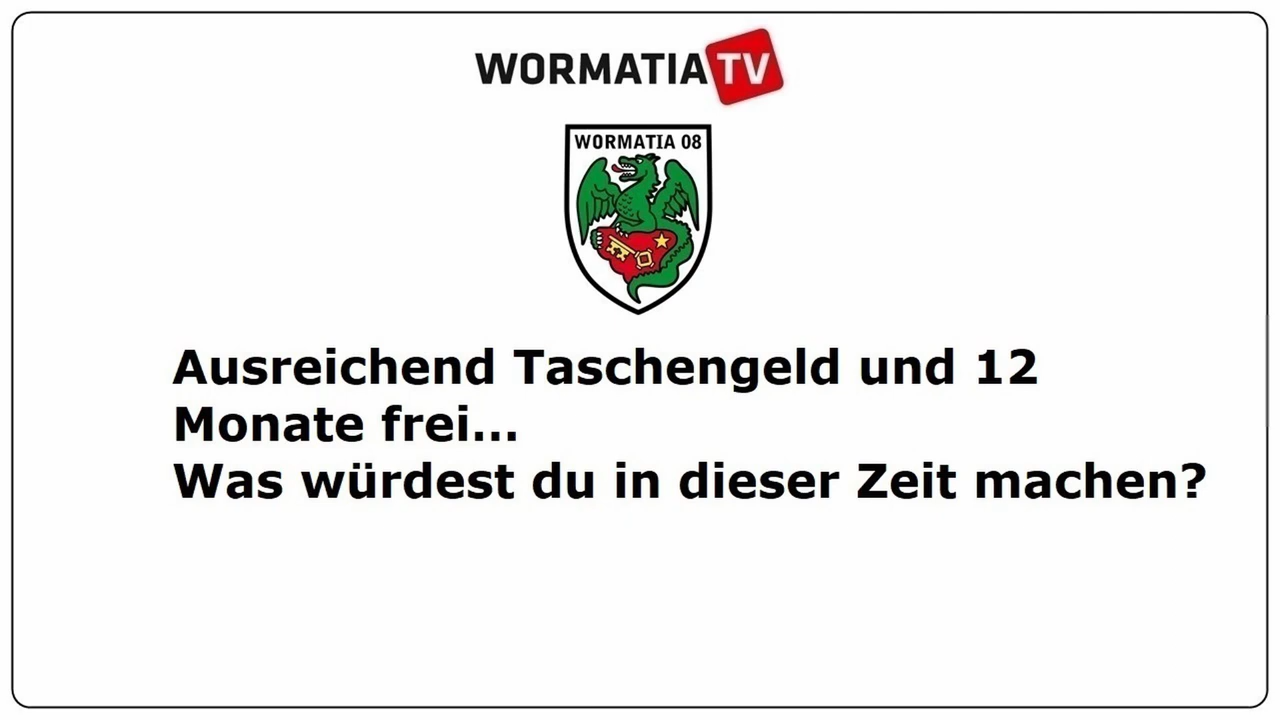 WORMATIA TV
WORMATIA 08
Ausreichend Taschengeld und 12
Monate frei...
Was würdest du in dieser Zeit machen?